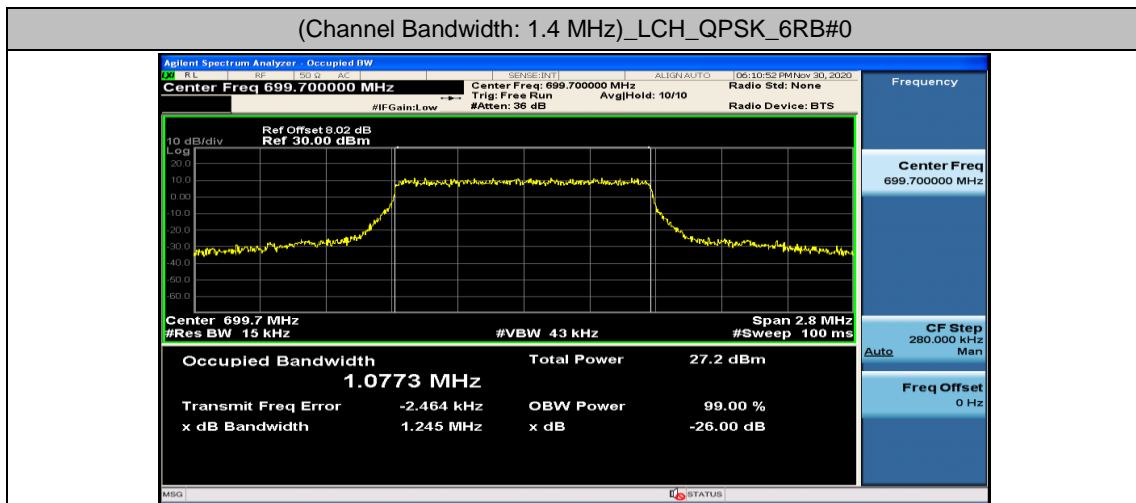 (Channel Bandwidth: 1.4 MHz)_LCH_QPSK_6RB#0
Agilent Spectrum Analyzer - Occupied BW
LXI RL RF 50 Ω AC SENSE:INT ALIGN AUTO 06:10:52 PM Nov 30, 2020
Center Freq 699.700000 MHz Center Freq: 699.700000 MHz Radio Std: None
Trig: Free Run Avg|Hold: 10/10
#IFGain:Low #Atten: 36 dB Radio Device: BTS
Ref Offset 8.02 dB
10 dB/div Ref 30.00 dBm
Log
20.0
10.0
0.00
-10.0
-20.0
-30.0
-40.0
-50.0
-60.0
Center 699.7 MHz Span 2.8 MHz
#Res BW 15 kHz #VBW 43 kHz #Sweep 100 ms
Occupied Bandwidth Total Power 27.2 dBm
1.0773 MHz
Transmit Freq Error -2.464 kHz OBW Power 99.00 %
x dB Bandwidth 1.245 MHz x dB -26.00 dB
MSG STATUS
Frequency
Center Freq
699.700000 MHz
CF Step
280.000 kHz
Auto Man
Freq Offset
0 Hz